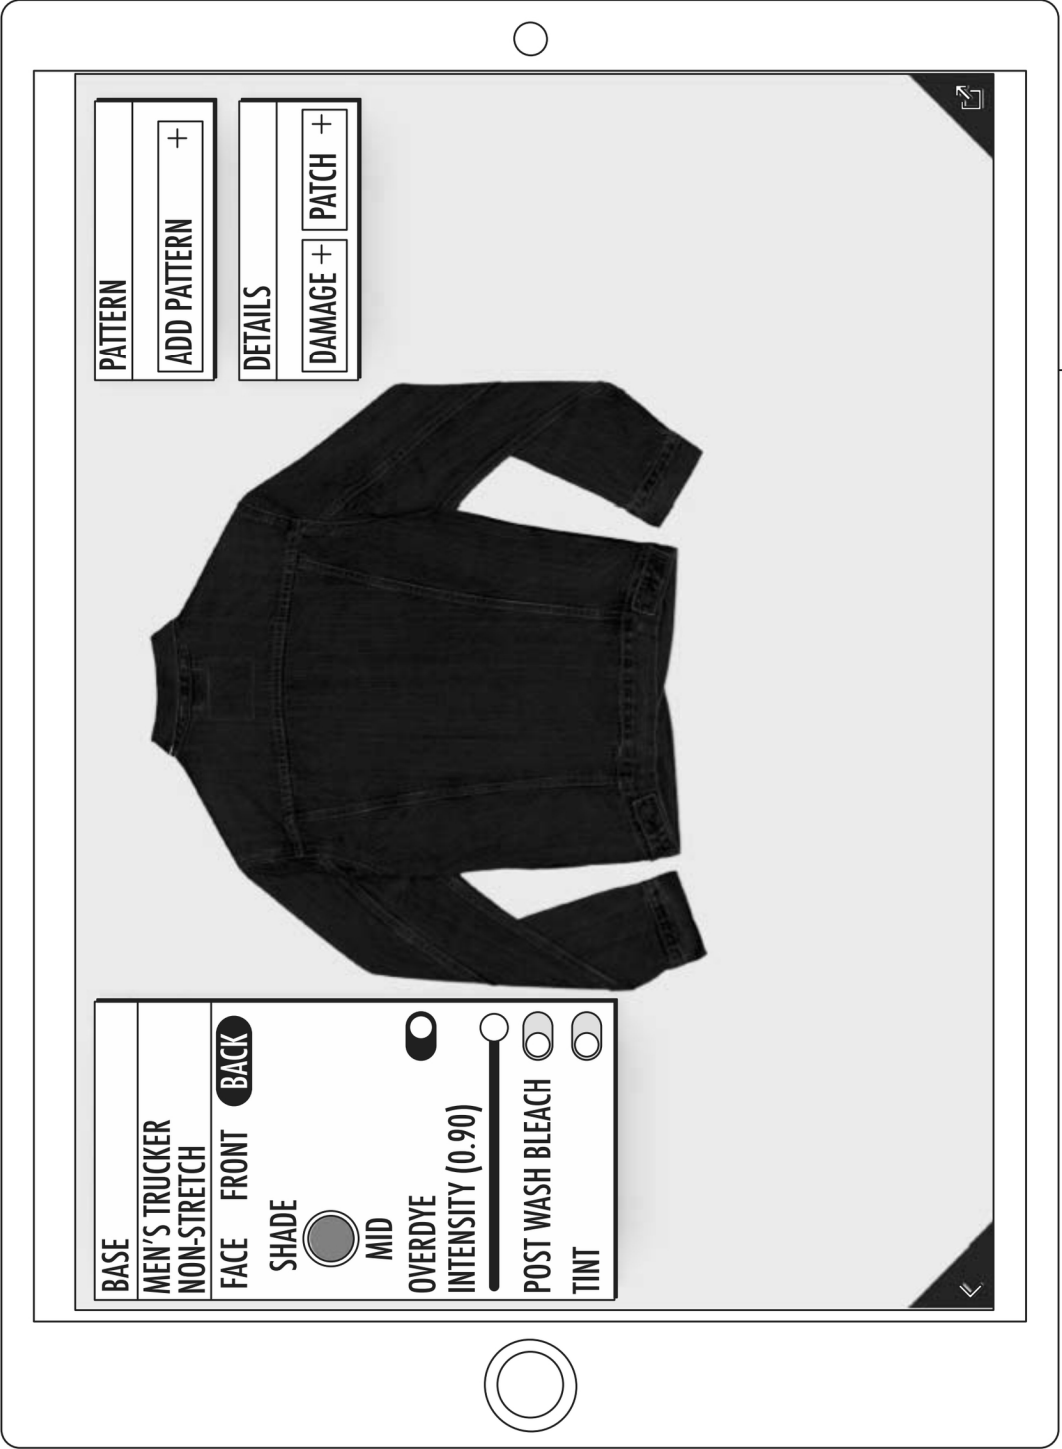 BASE
MEN'S TRUCKER
NON-STRETCH
FACE FRONT BACK
SHADE
MID
OVERDYE
INTENSITY (0.90)
POST WASH BLEACH
TINT
PATTERN
ADD PATTERN +
DETAILS
DAMAGE + PATCH +